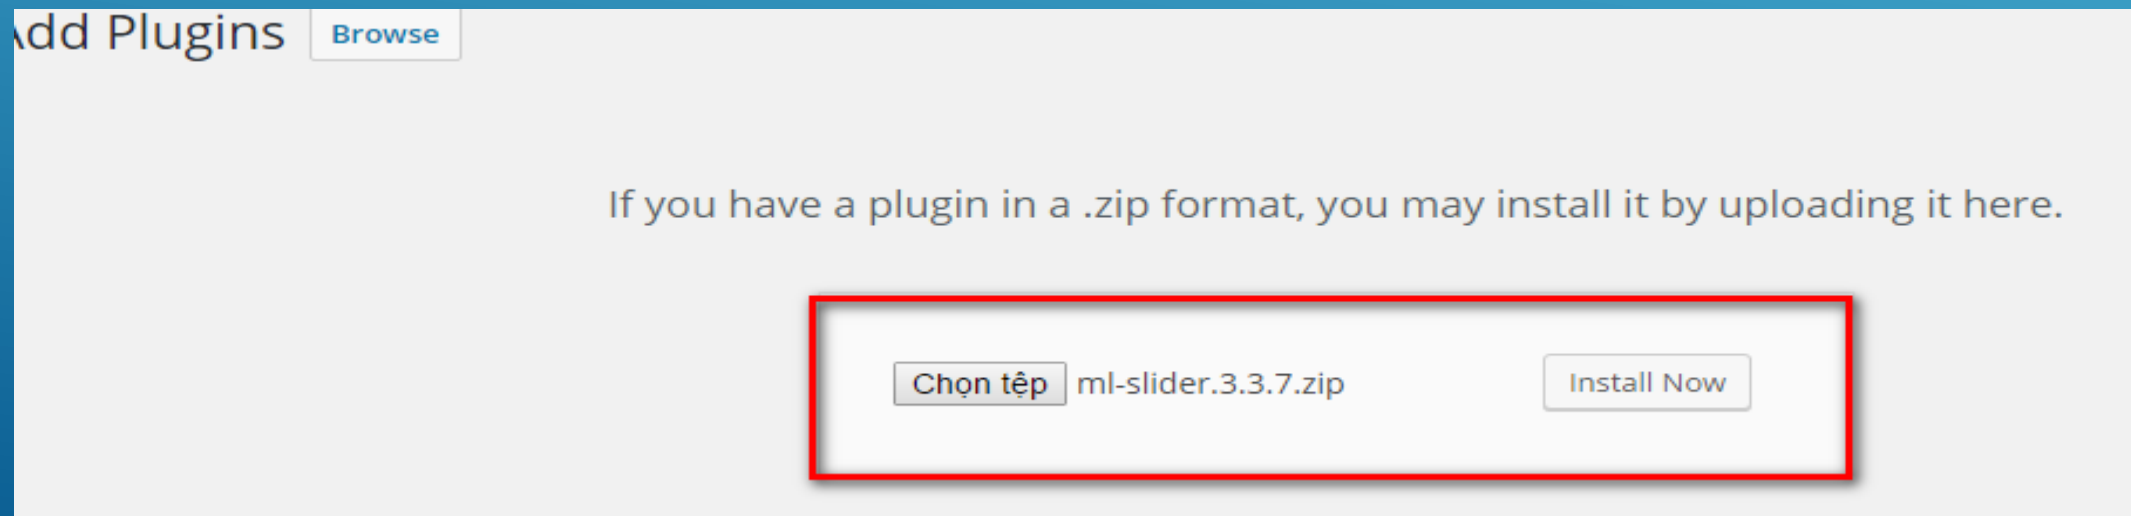 Add Plugins Browse
If you have a plugin in a .zip format, you may install it by uploading it here.
Chọn tệp ml-slider.3.3.7.zip Install Now